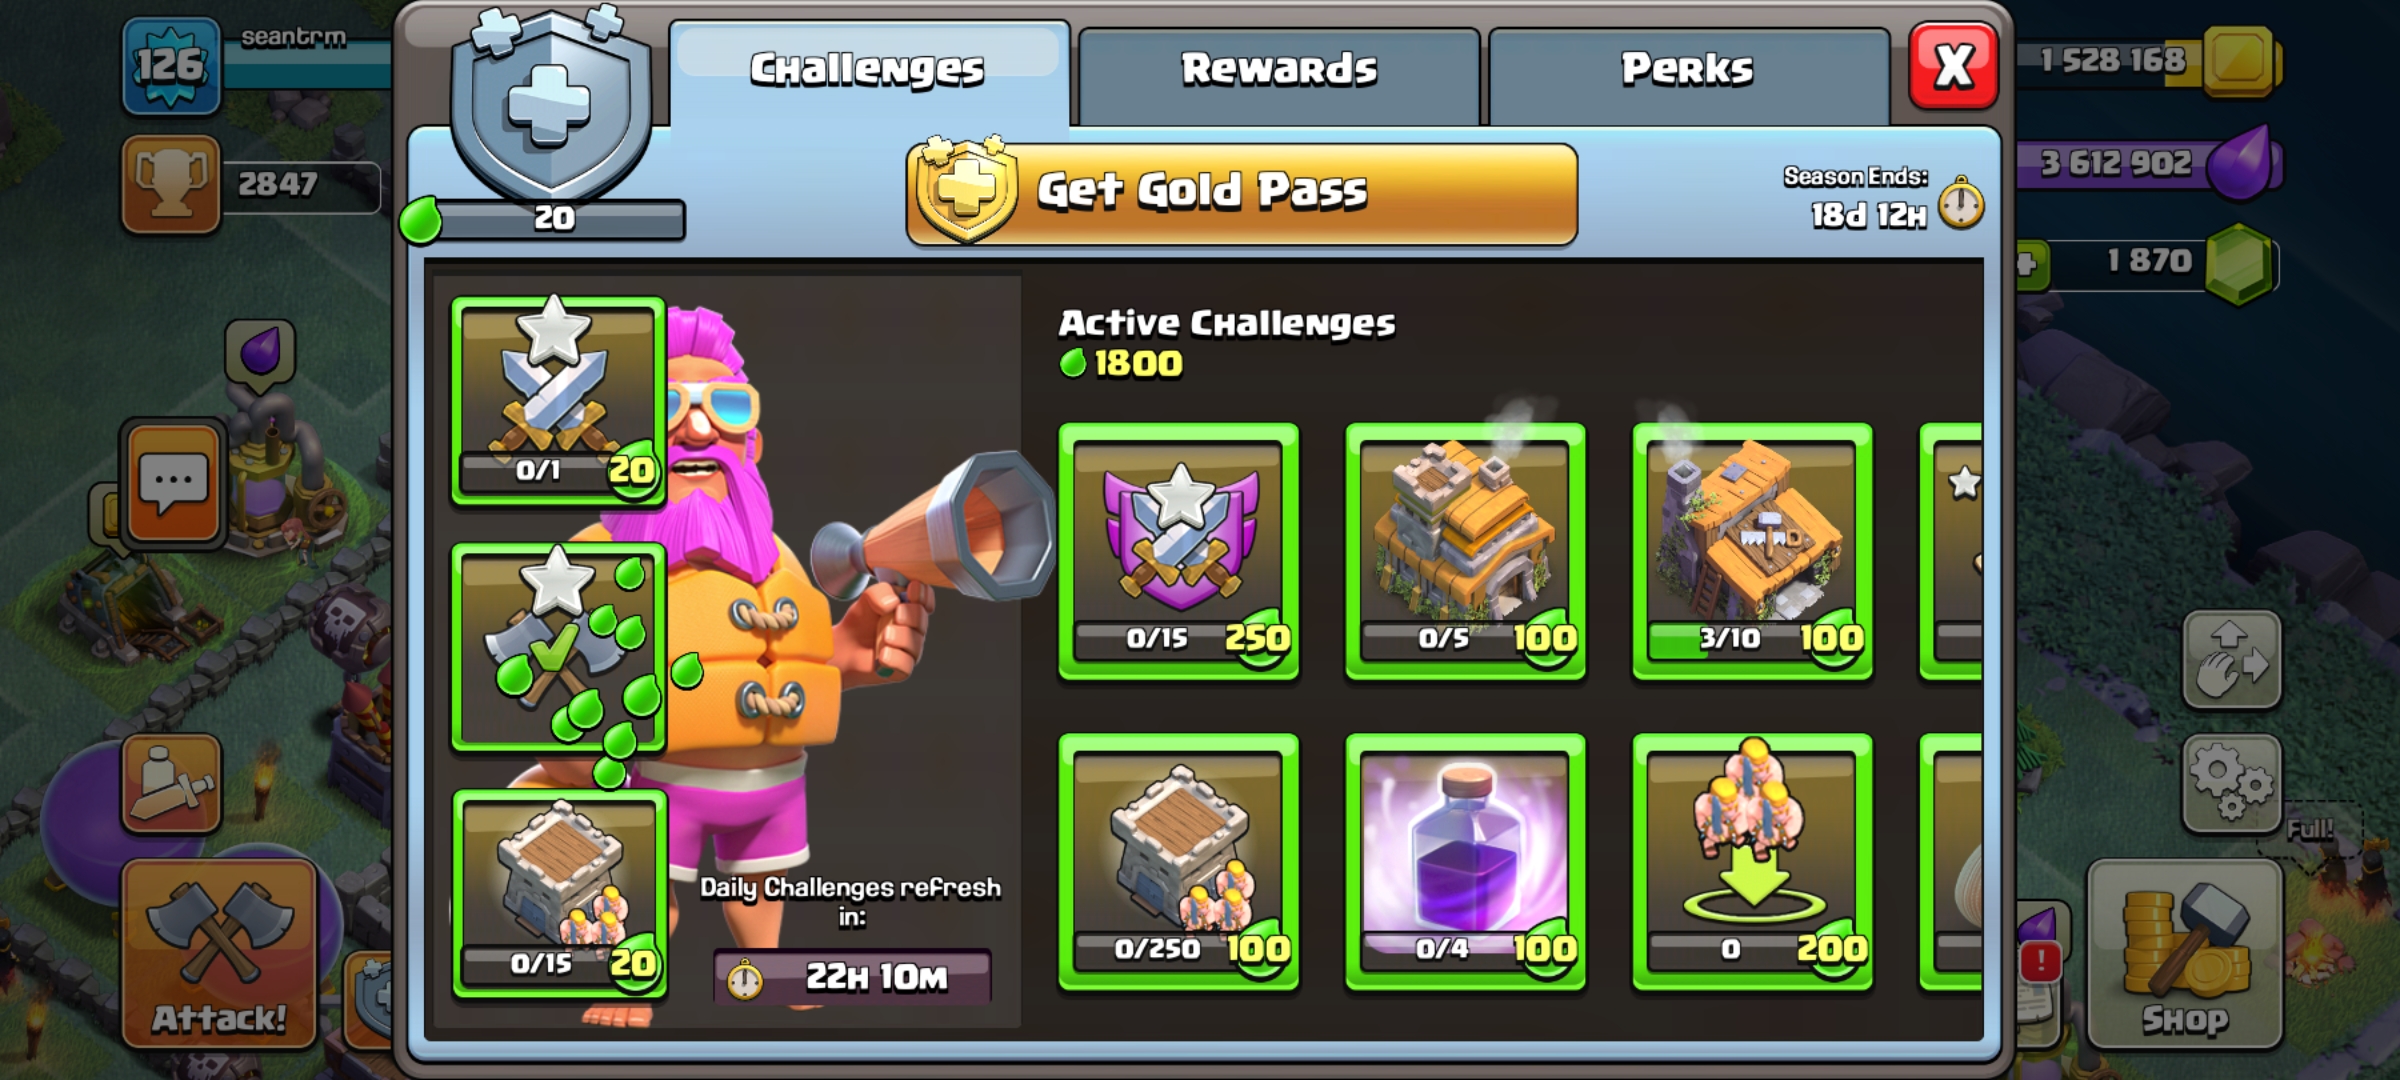 126
seantrm
2847
Challenges
Rewards
Perks
X
Get Gold Pass
Season Ends:
18d 12H
20
1 528 168
3 612 902
1 870
0/1
20
0/15
20
Daily Challenges refresh
in:
22H 10M
Active Challenges
1800
0/15
250
0/5
100
3/10
100
0/250
100
0/4
100
0
200
Attack!
Full!
!
Shop